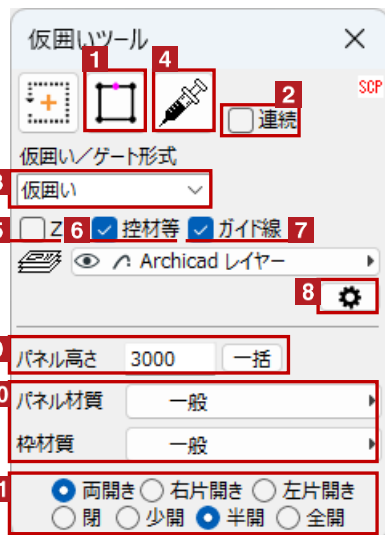 仮囲いツール
1 4
2
SCP
連続
仮囲い/ゲート形式
3
仮囲い
5 Z 6 控材等 ガイド線 7
Archicad レイヤー
8
パネル高さ 3000 一括
パネル材質 一般
枠材質 一般
両開き 右片開き 左片開き
閉 少開 半開 全開